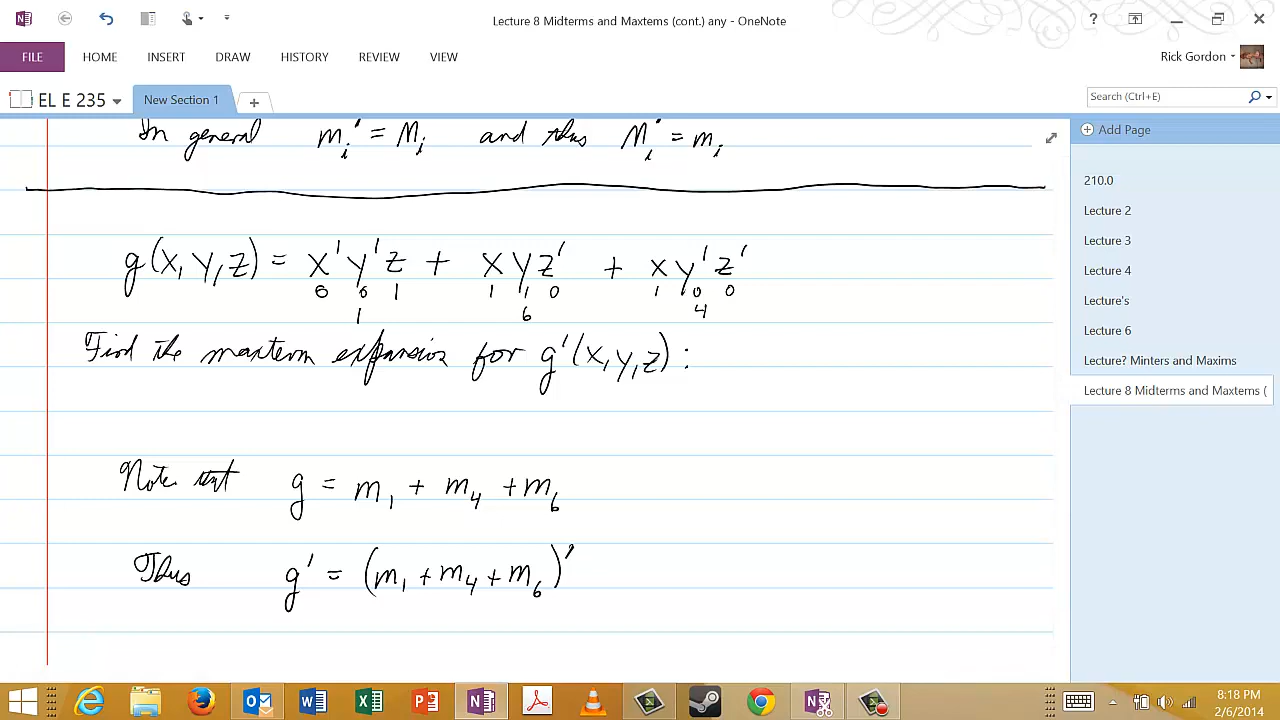 Lecture 8 Midterms and Maxtems (cont.) any - OneNote
?
FILE HOME INSERT DRAW HISTORY REVIEW VIEW
Rick Gordon
EL E 235
New Section 1
Search (Ctrl+E)
Add Page
210.0
Lecture 2
Lecture 3
Lecture 4
Lecture's
Lecture 6
Lecture? Minters and Maxims
Lecture 8 Midterms and Maxtems (
In general mᵢ' = Mᵢ and thus Mᵢ' = mᵢ
g(x, y, z) = x'y'z + xyz' + xy'z'
0 0 1 1 1 0 1 0 0
1 6 4
Find the maxterm expansion for g'(x, y, z) :
Note that g = m₁ + m₄ + m₆
Thus g' = (m₁ + m₄ + m₆)'
8:18 PM
2/6/2014